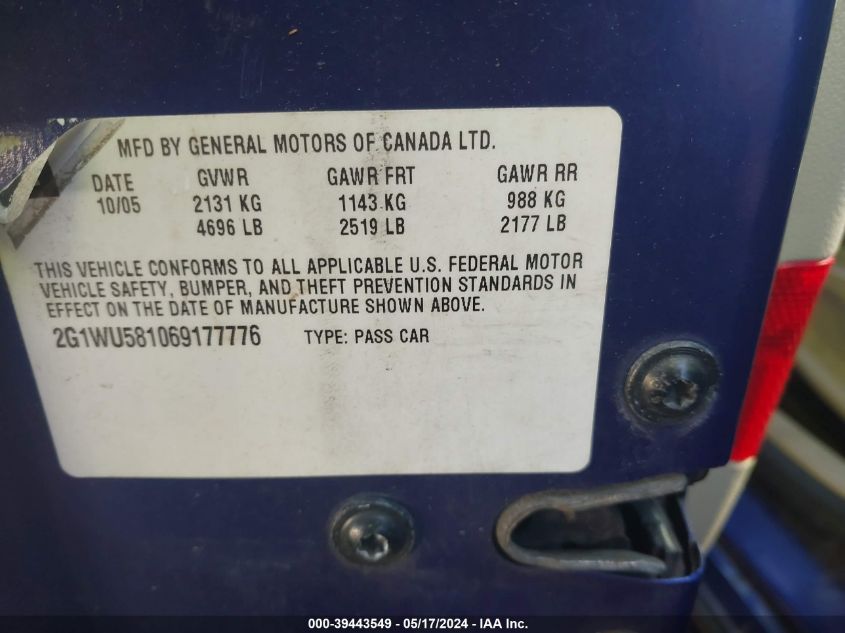 MFD BY GENERAL MOTORS OF CANADA LTD.
DATE GVWR GAWR FRT GAWR RR
10/05 2131 KG 1143 KG 988 KG
4696 LB 2519 LB 2177 LB
THIS VEHICLE CONFORMS TO ALL APPLICABLE U.S. FEDERAL MOTOR
VEHICLE SAFETY, BUMPER, AND THEFT PREVENTION STANDARDS IN
EFFECT ON THE DATE OF MANUFACTURE SHOWN ABOVE.
2G1WU581069177776 TYPE: PASS CAR
000-39443549 - 05/17/2024 - IAA Inc.